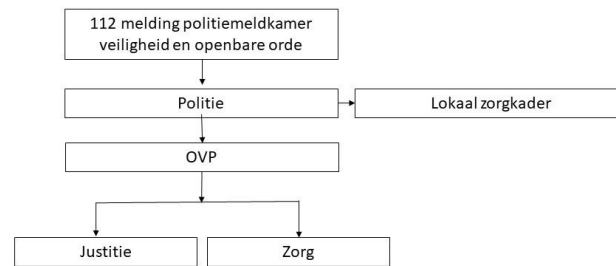 112 melding politiemeldkamer
veiligheid en openbare orde
Politie
Lokaal zorgkader
OVP
Justitie
Zorg